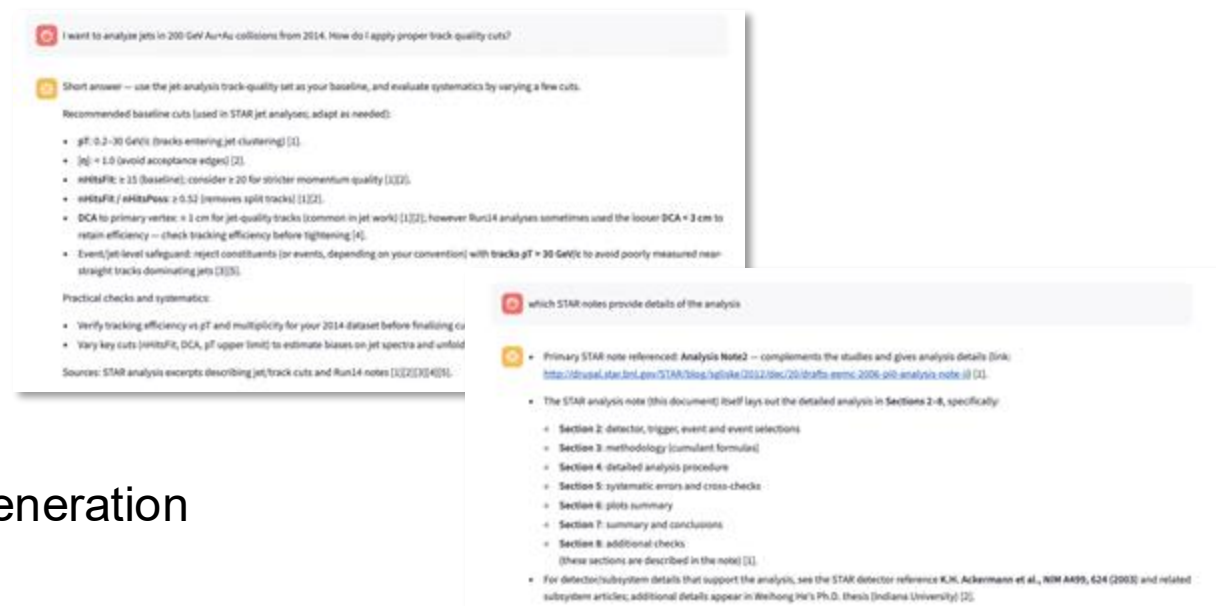 I want to analyze jets in 200 GeV Au+Au collisions from 2014. How do I apply proper track quality cuts?
Short answer — use the jet-analysis track-quality set as your baseline, and evaluate systematics by varying a few cuts.
Recommended baseline cuts (used in STAR jet analyses; adapt as needed):
• pT: 0.2–30 GeV/c (tracks entering jet clustering) [1].
• |η|: < 1.0 (avoid acceptance edges) [2].
• nHitsFit: ≥ 15 (baseline); consider ≥ 20 for stricter momentum quality [1][2].
• nHitsFit / nHitsPoss: ≥ 0.52 (removes split tracks) [1][2].
• DCA to primary vertex: < 1 cm for jet-quality tracks (common in jet work) [1][2]; however Run14 analyses sometimes used the looser DCA < 3 cm to
retain efficiency — check tracking efficiency before tightening [4].
• Event/jet-level safeguard: reject constituents (or events, depending on your convention) with tracks pT > 30 GeV/c to avoid poorly measured near-
straight tracks dominating jets [3][5].
Practical checks and systematics:
• Verify tracking efficiency vs pT and multiplicity for your 2014 dataset before finalizing
• Vary key cuts (nHitsFit, DCA, pT upper limit) to estimate biases on jet spectra and
Sources: STAR analysis excerpts describing jet/track cuts and Run14 notes [1][2][3][4][5].
which STAR notes provide details of the analysis
• Primary STAR note referenced: Analysis Note2 — complements the studies and gives analysis details (link:
http://drupal.star.bnl.gov/STAR/blog/sgliske/2012/dec/20/drafts-eemc-2006-pi0-analysis-note-ii) [2].
• The STAR analysis note (this document) itself lays out the detailed analysis in Sections 2–8, specifically:
Section 2: detector, trigger, event and event selections
Section 3: methodology (cumulant formulas)
Section 4: detailed analysis procedure
Section 5: systematic errors and cross-checks
Section 6: plots summary
Section 7: summary and conclusions
Section 8: additional checks
(these sections are described in the note) [1].
eneration
• For detector/subsystem details that support the analysis, see the STAR detector reference K.H. Ackermann et al., NIM A499, 624 (2003) and related
subsystem articles; additional details appear in Weihong He's Ph.D. thesis (Indiana University) [2].